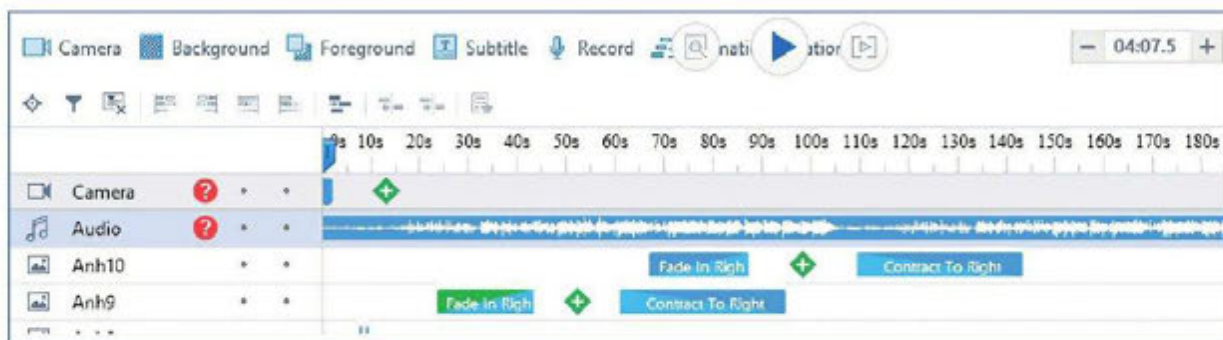 Camera Background Foreground Subtitle Record nati ation − 04:07.5 +
0s 10s 20s 30s 40s 50s 60s 70s 80s 90s 100s 110s 120s 130s 140s 150s 160s 170s 180s
Camera ?
Audio ?
Anh10 Fade In Righ Contract To Right
Anh9 Fade In Righ Contract To Right